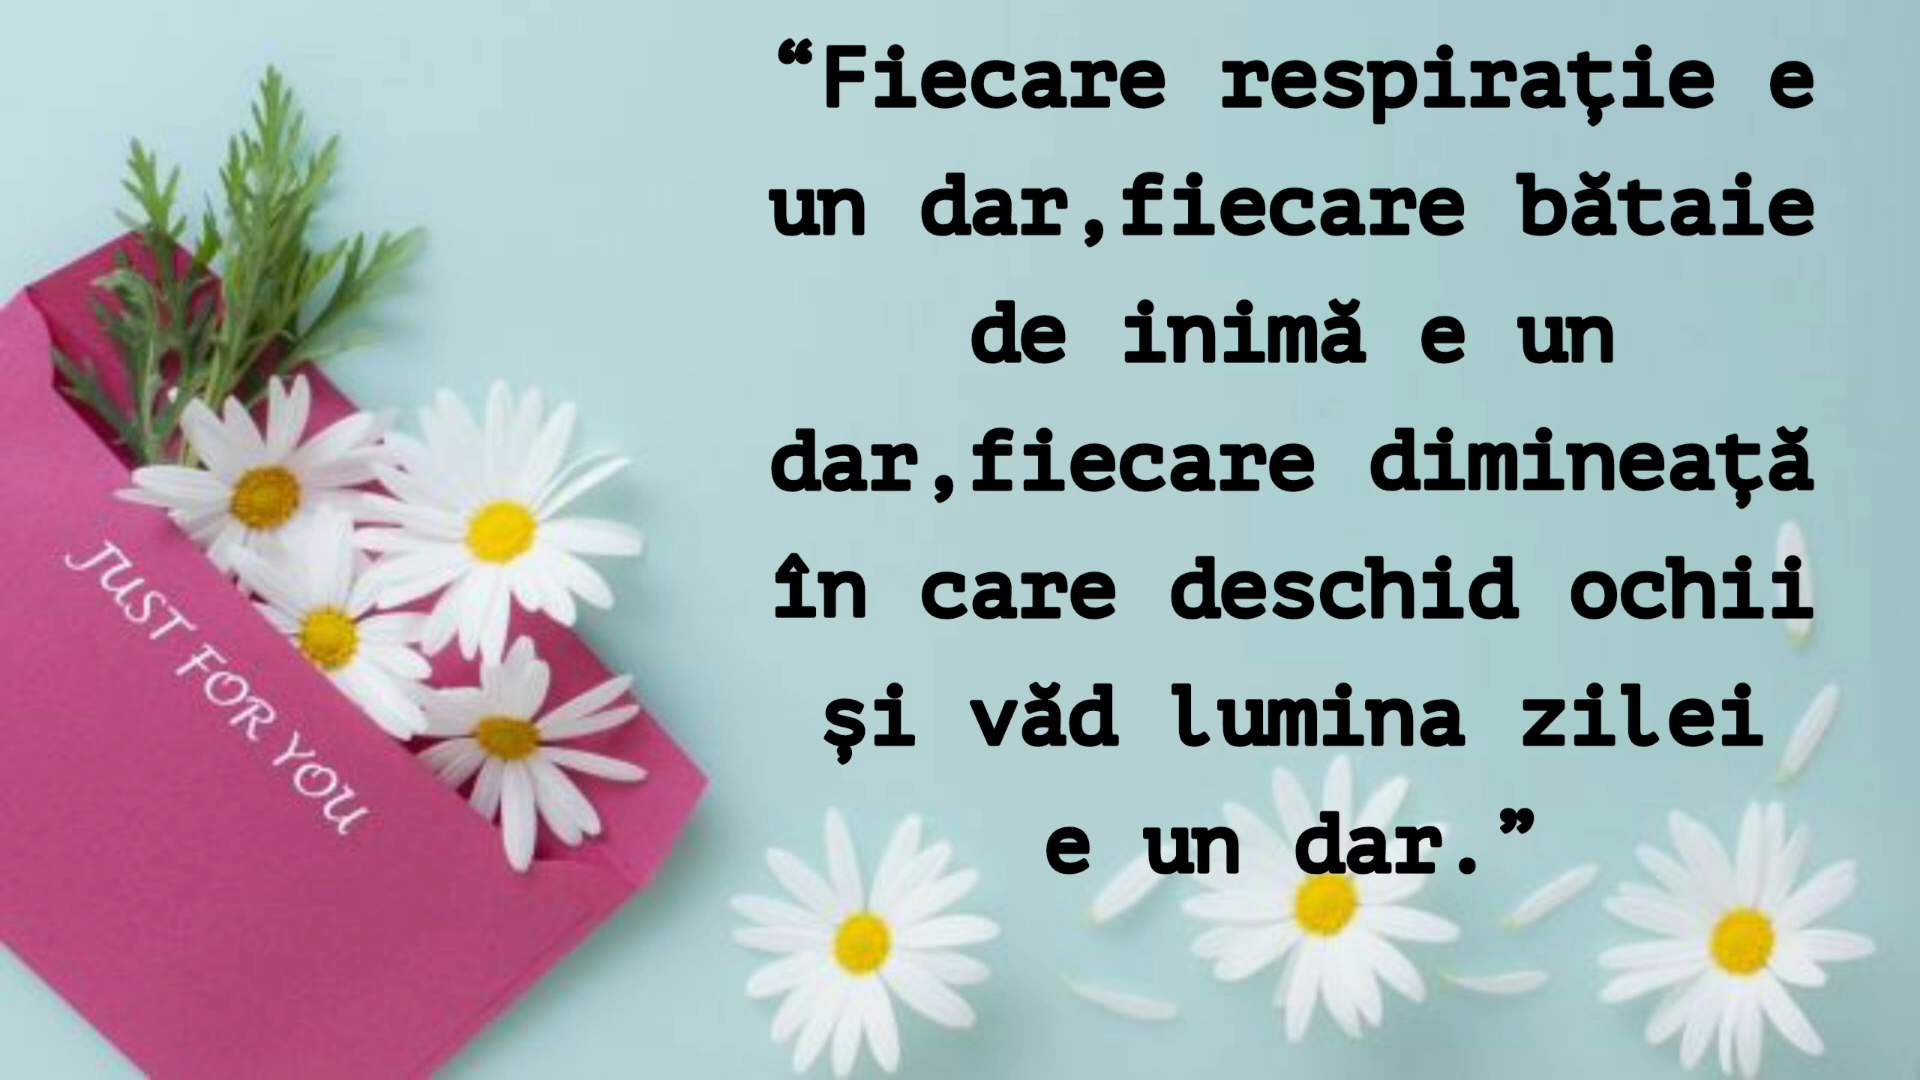 “Fiecare respirație e
un dar,fiecare bătaie
de inimă e un
dar,fiecare dimineață
în care deschid ochii
și văd lumina zilei
e un dar.”
JUST FOR YOU